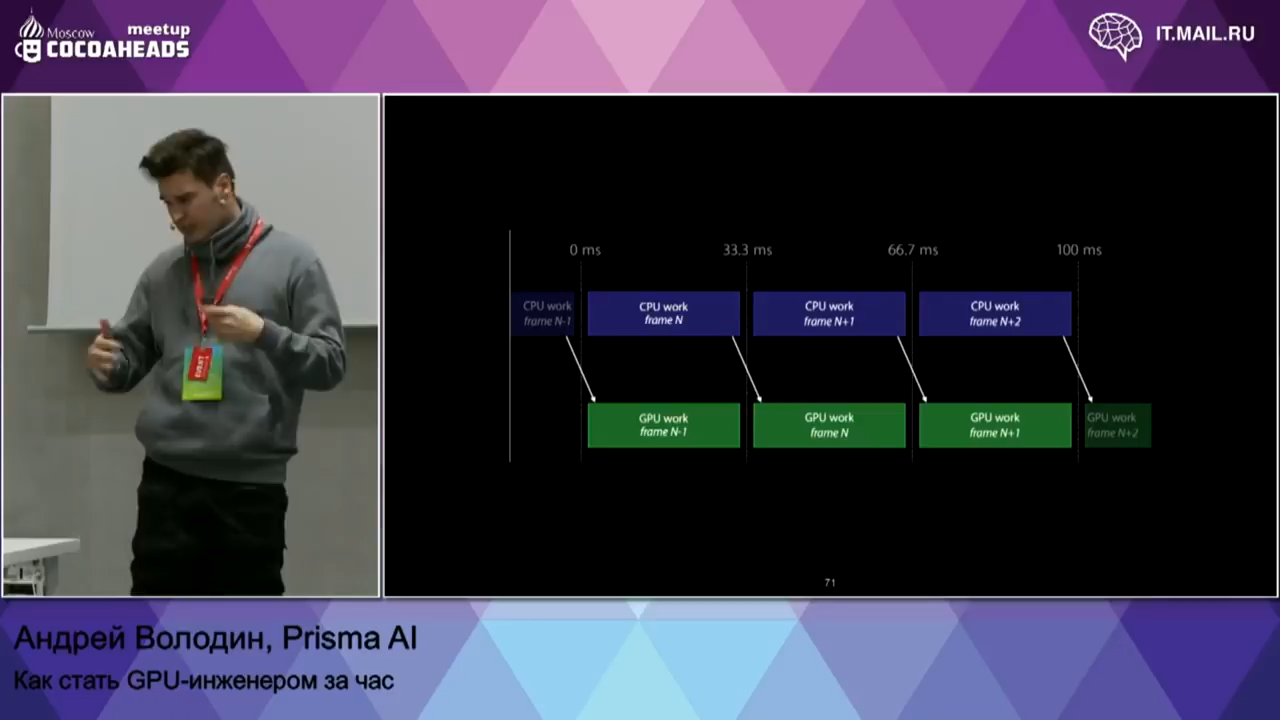 Moscow meetup
COCOAHEADS
IT.MAIL.RU
0 ms 33.3 ms 66.7 ms 100 ms
CPU work
frame N-1
CPU work
frame N
CPU work
frame N+1
CPU work
frame N+2
GPU work
frame N-1
GPU work
frame N
GPU work
frame N+1
GPU work
frame N+2
71
Андрей Володин, Prisma AI
Как стать GPU-инженером за час